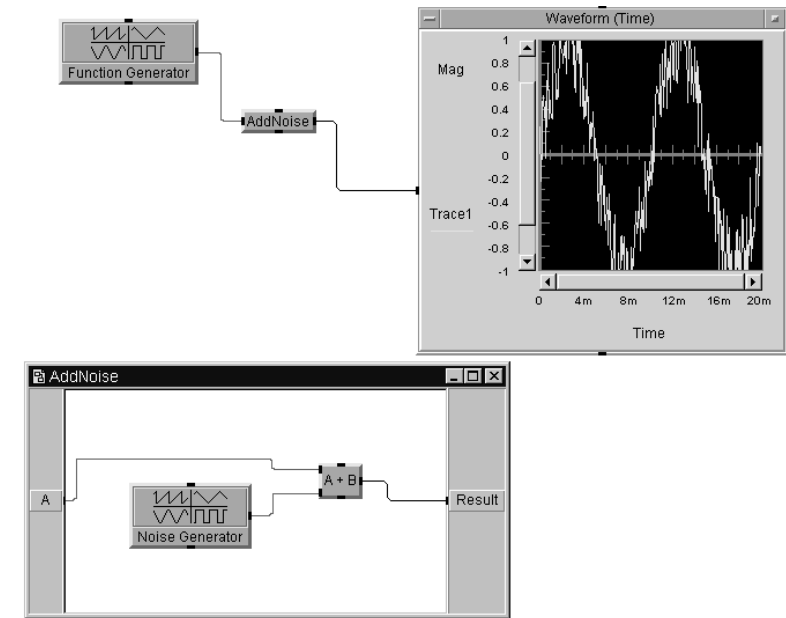 Function Generator
AddNoise
Waveform (Time)
Mag
Trace1
1
0.8
0.6
0.4
0.2
0
-0.2
-0.4
-0.6
-0.8
-1
0 4m 8m 12m 16m 20m
Time
AddNoise
A
Noise Generator
A + B
Result